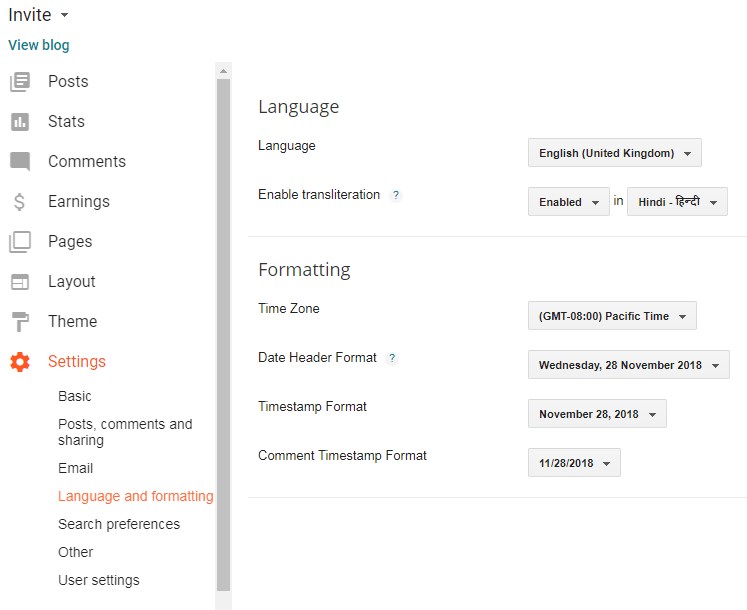 Invite
View blog
Posts
Stats
Comments
Earnings
Pages
Layout
Theme
Settings
Basic
Posts, comments and
sharing
Email
Language and formatting
Search preferences
Other
User settings
Language
Language English (United Kingdom)
Enable transliteration ? Enabled in Hindi - हिन्दी
Formatting
Time Zone (GMT-08:00) Pacific Time
Date Header Format ? Wednesday, 28 November 2018
Timestamp Format November 28, 2018
Comment Timestamp Format 11/28/2018